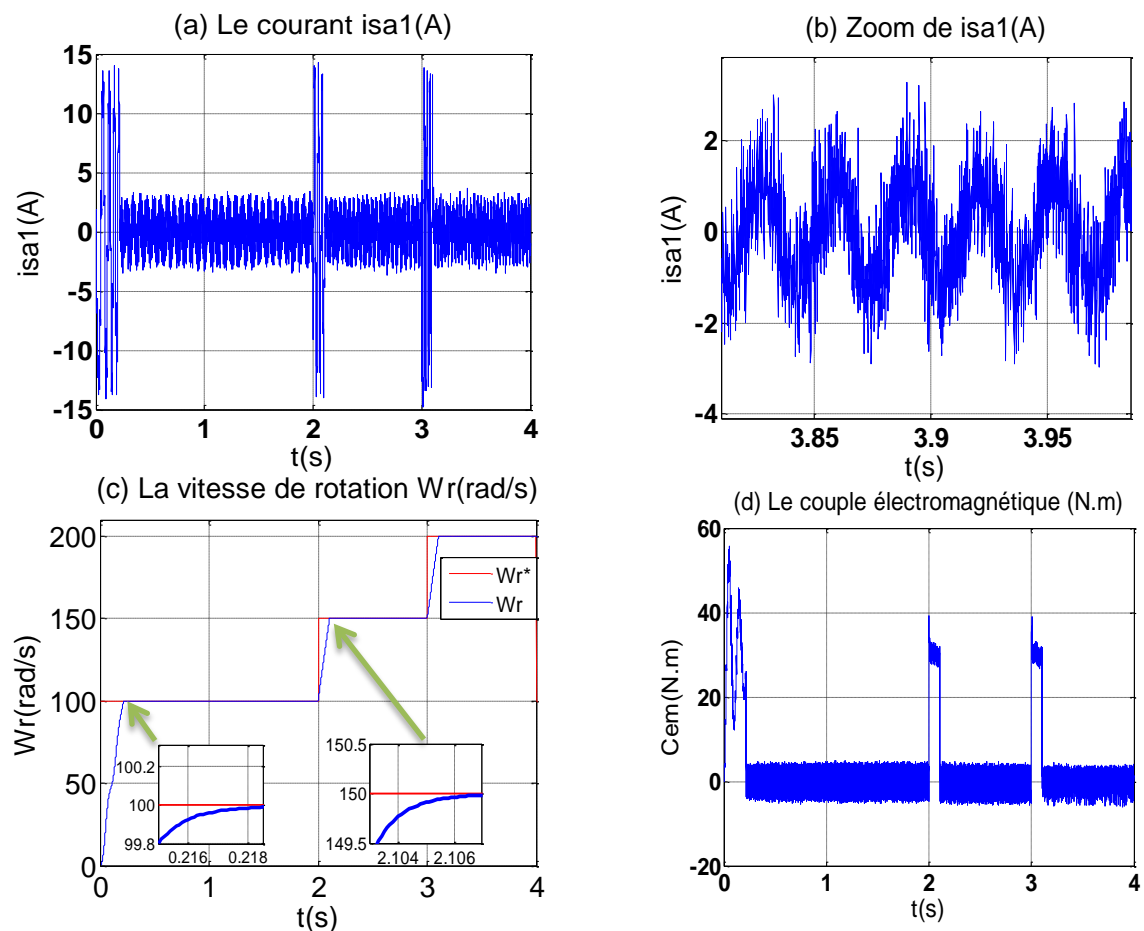 (a) Le courant isa1(A)
isa1(A)
15
10
5
0
-5
-10
-15
0 1 2 3 4
t(s)
(b) Zoom de isa1(A)
isa1(A)
2
0
-2
-4
3.85 3.9 3.95
t(s)
(c) La vitesse de rotation Wr(rad/s)
Wr(rad/s)
200
150
100
50
0
Wr*
Wr
100.2
100
99.8
0.216 0.218
150.5
150
149.5
2.104 2.106
0 1 2 3 4
t(s)
(d) Le couple électromagnétique (N.m)
Cem(N.m)
60
40
20
0
-20
0 1 2 3 4
t(s)